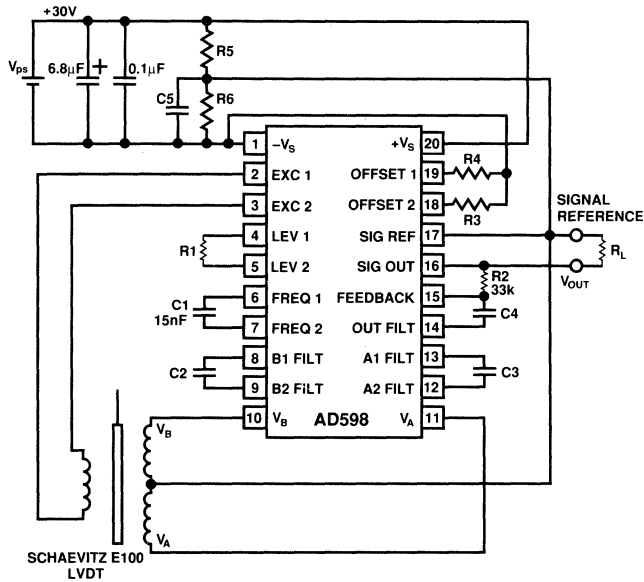 +30V
R5
Vps
6.8µF
+
0.1µF
C5
R6
1 –VS
+VS 20
2 EXC 1
OFFSET 1 19
R4
3 EXC 2
OFFSET 2 18
R3
SIGNAL
REFERENCE
4 LEV 1
SIG REF 17
R1
RL
5 LEV 2
SIG OUT 16
R2
33k
VOUT
6 FREQ 1
FEEDBACK 15
C1
15nF
C4
7 FREQ 2
OUT FILT 14
8 B1 FILT
A1 FILT 13
C2
C3
9 B2 FiLT
A2 FILT 12
10 VB
AD598
VA 11
VB
VA
SCHAEVITZ E100
LVDT